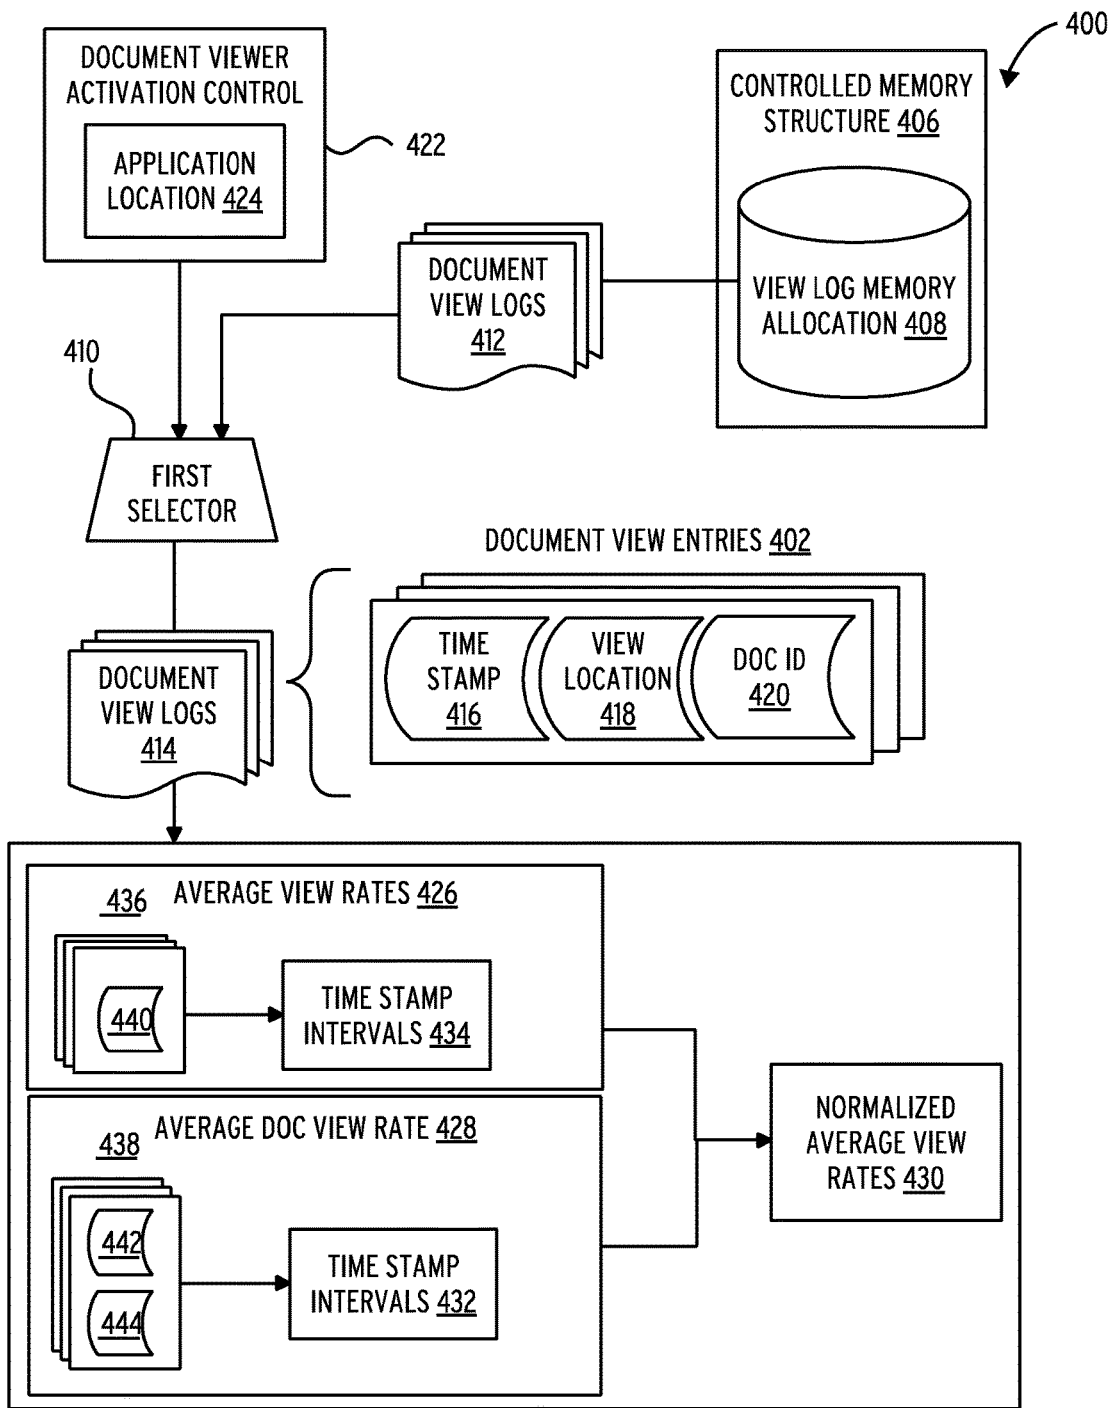 400
DOCUMENT VIEWER
ACTIVATION CONTROL
APPLICATION
LOCATION 424
422
CONTROLLED MEMORY
STRUCTURE 406
VIEW LOG MEMORY
ALLOCATION 408
DOCUMENT
VIEW LOGS
412
410
FIRST
SELECTOR
DOCUMENT VIEW ENTRIES 402
TIME
STAMP
416
VIEW
LOCATION
418
DOC ID
420
DOCUMENT
VIEW LOGS
414
AVERAGE VIEW RATES 426
436
440
TIME STAMP
INTERVALS 434
AVERAGE DOC VIEW RATE 428
438
442
444
TIME STAMP
INTERVALS 432
NORMALIZED
AVERAGE VIEW
RATES 430